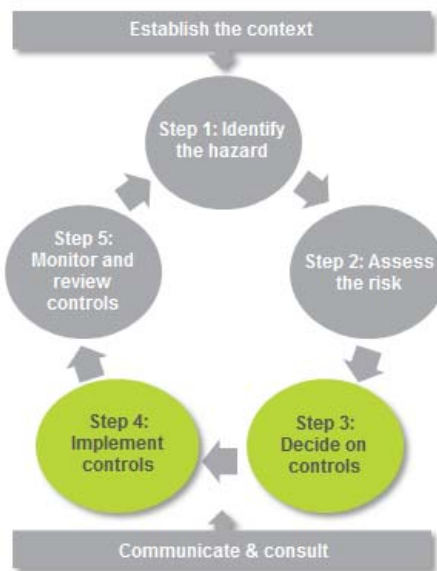 Establish the context
Step 1: Identify
the hazard
Step 2: Assess
the risk
Step 3:
Decide on
controls
Step 4:
Implement
controls
Step 5:
Monitor and
review
controls
Communicate & consult